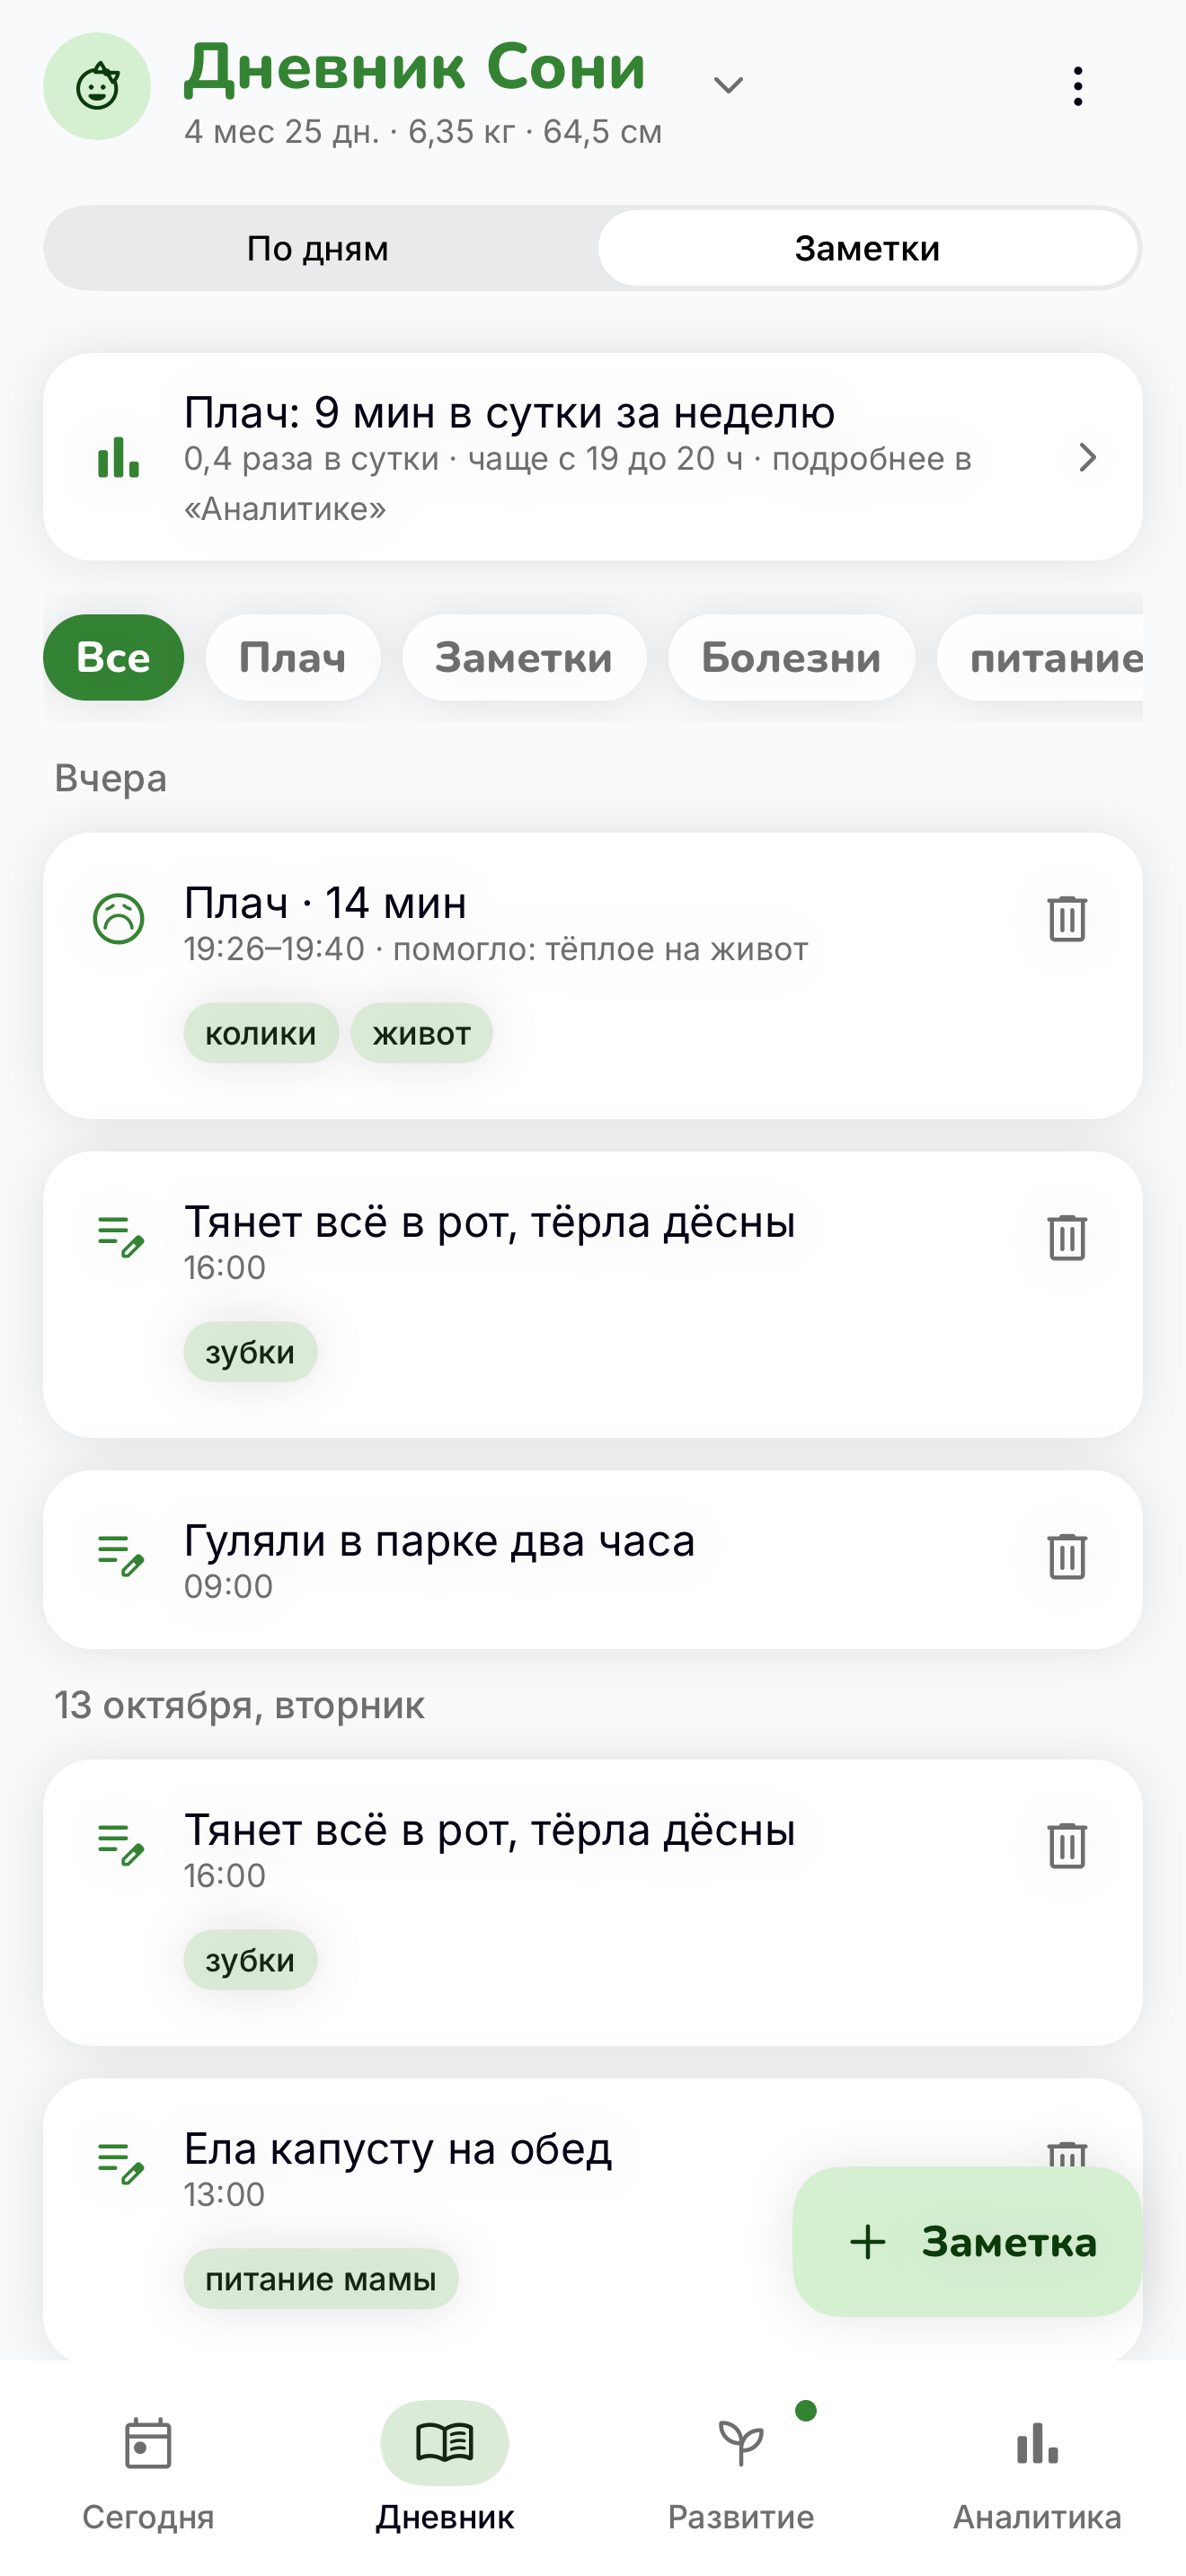 Дневник Сони
4 мес 25 дн. · 6,35 кг · 64,5 см
По дням
Заметки
Плач: 9 мин в сутки за неделю
0,4 раза в сутки · чаще с 19 до 20 ч · подробнее в
«Аналитике»
Все
Плач
Заметки
Болезни
питание
Вчера
Плач · 14 мин
19:26–19:40 · помогло: тёплое на живот
колики
живот
Тянет всё в рот, тёрла дёсны
16:00
зубки
Гуляли в парке два часа
09:00
13 октября, вторник
Тянет всё в рот, тёрла дёсны
16:00
зубки
Ела капусту на обед
13:00
питание мамы
Заметка
Сегодня
Дневник
Развитие
Аналитика